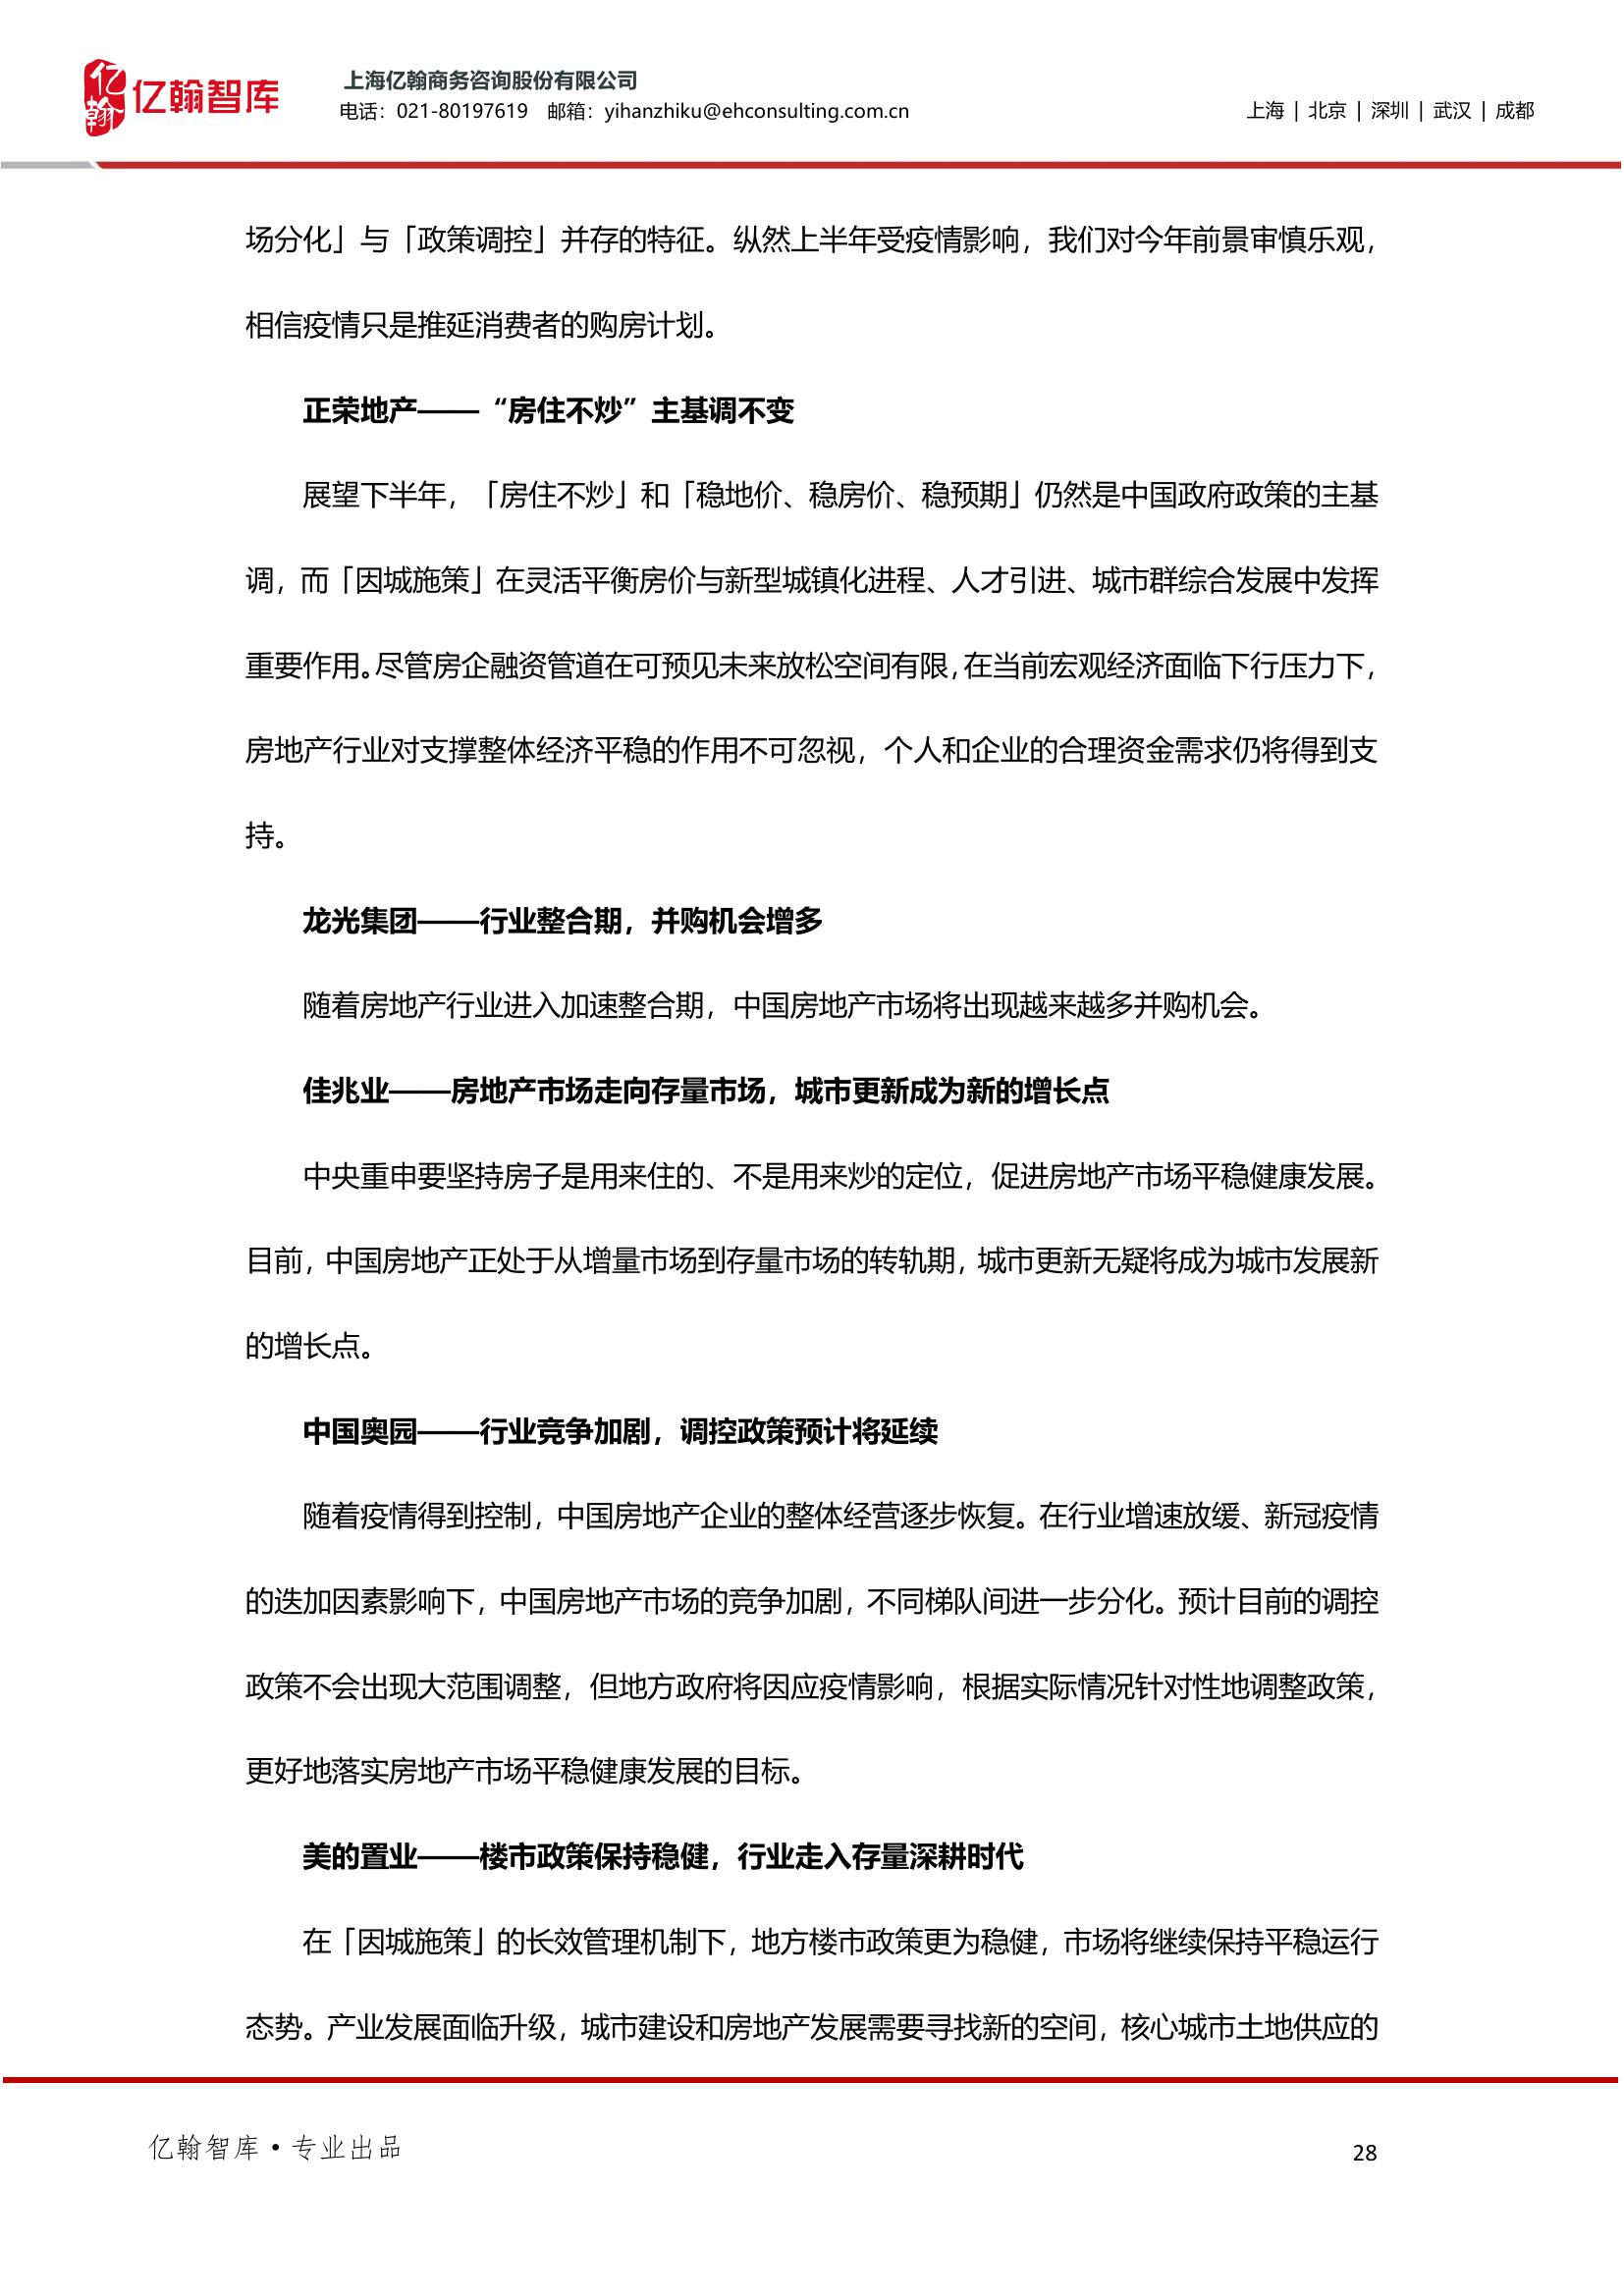 亿翰
亿翰智库
上海亿翰商务咨询股份有限公司
电话：021-80197619 邮箱：yihanzhiku@ehconsulting.com.cn
上海 | 北京 | 深圳 | 武汉 | 成都
场分化」与「政策调控」并存的特征。纵然上半年受疫情影响，我们对今年前景审慎乐观，
相信疫情只是推延消费者的购房计划。
正荣地产——“房住不炒”主基调不变
展望下半年，「房住不炒」和「稳地价、稳房价、稳预期」仍然是中国政府政策的主基
调，而「因城施策」在灵活平衡房价与新型城镇化进程、人才引进、城市群综合发展中发挥
重要作用。尽管房企融资管道在可预见未来放松空间有限，在当前宏观经济面临下行压力下，
房地产行业对支撑整体经济平稳的作用不可忽视，个人和企业的合理资金需求仍将得到支
持。
龙光集团——行业整合期，并购机会增多
随着房地产行业进入加速整合期，中国房地产市场将出现越来越多并购机会。
佳兆业——房地产市场走向存量市场，城市更新成为新的增长点
中央重申要坚持房子是用来住的、不是用来炒的定位，促进房地产市场平稳健康发展。
目前，中国房地产正处于从增量市场到存量市场的转轨期，城市更新无疑将成为城市发展新
的增长点。
中国奥园——行业竞争加剧，调控政策预计将延续
随着疫情得到控制，中国房地产企业的整体经营逐步恢复。在行业增速放缓、新冠疫情
的迭加因素影响下，中国房地产市场的竞争加剧，不同梯队间进一步分化。预计目前的调控
政策不会出现大范围调整，但地方政府将因应疫情影响，根据实际情况针对性地调整政策，
更好地落实房地产市场平稳健康发展的目标。
美的置业——楼市政策保持稳健，行业走入存量深耕时代
在「因城施策」的长效管理机制下，地方楼市政策更为稳健，市场将继续保持平稳运行
态势。产业发展面临升级，城市建设和房地产发展需要寻找新的空间，核心城市土地供应的
亿翰智库·专业出品
28